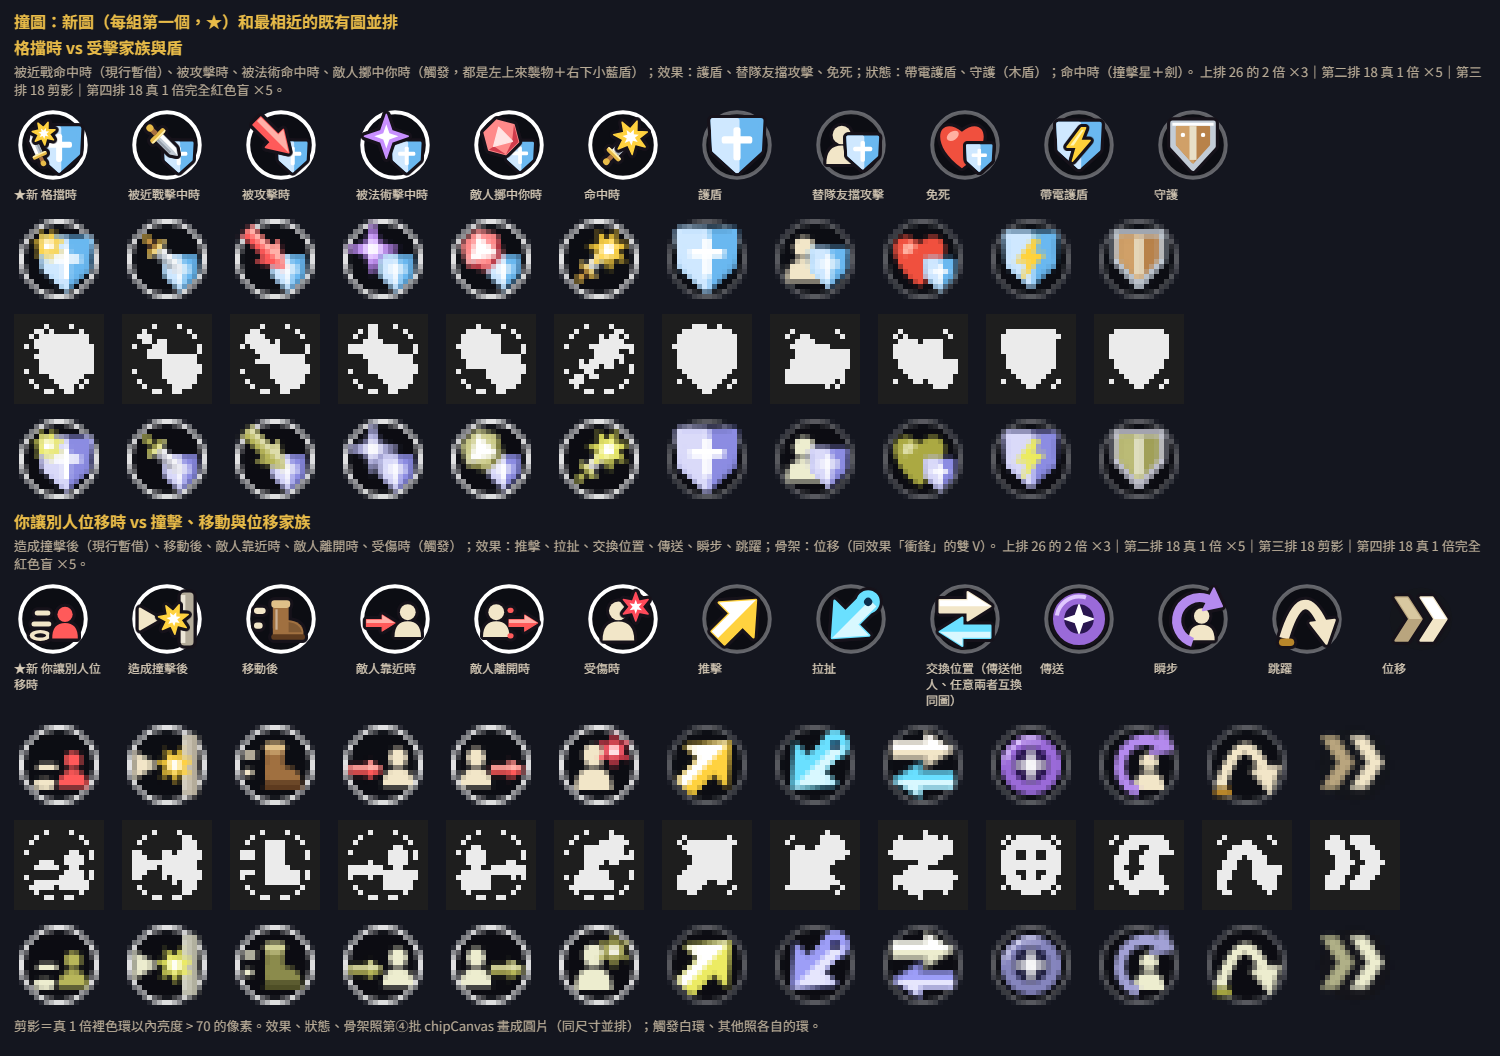 撞圖：新圖（每組第一個，★）和最相近的既有圖並排
格擋時 vs 受擊家族與盾
被近戰命中時（現行暫借）、被攻擊時、被法術命中時、敵人擲中你時（觸發，都是左上來襲物＋右下小藍盾）；效果：護盾、替隊友擋攻擊、免死；狀態：帶電護盾、守護（木盾）；命中時（撞擊星＋劍）。 上排 26 的 2 倍 ×3｜第二排 18 真 1 倍 ×5｜第三
排 18 剪影｜第四排 18 真 1 倍完全紅色盲 ×5。
★新 格擋時 被近戰擊中時 被攻擊時 被法術擊中時 敵人擲中你時 命中時 護盾 替隊友擋攻擊 免死 帶電護盾 守護
你讓別人位移時 vs 撞擊、移動與位移家族
造成撞擊後（現行暫借）、移動後、敵人靠近時、敵人離開時、受傷時（觸發）；效果：推擊、拉扯、交換位置、傳送、瞬步、跳躍；骨架：位移（同效果「衝鋒」的雙 V）。 上排 26 的 2 倍 ×3｜第二排 18 真 1 倍 ×5｜第三排 18 剪影｜第四排 18 真 1 倍完全
紅色盲 ×5。
★新 你讓別人位 造成撞擊後 移動後 敵人靠近時 敵人離開時 受傷時 推擊 拉扯 交換位置（傳送他 傳送 瞬步 跳躍 位移
移時 人、任意兩者互換
同圖）
剪影＝真 1 倍裡色環以內亮度 > 70 的像素。效果、狀態、骨架照第④批 chipCanvas 畫成圓片（同尺寸並排）；觸發白環、其他照各自的環。